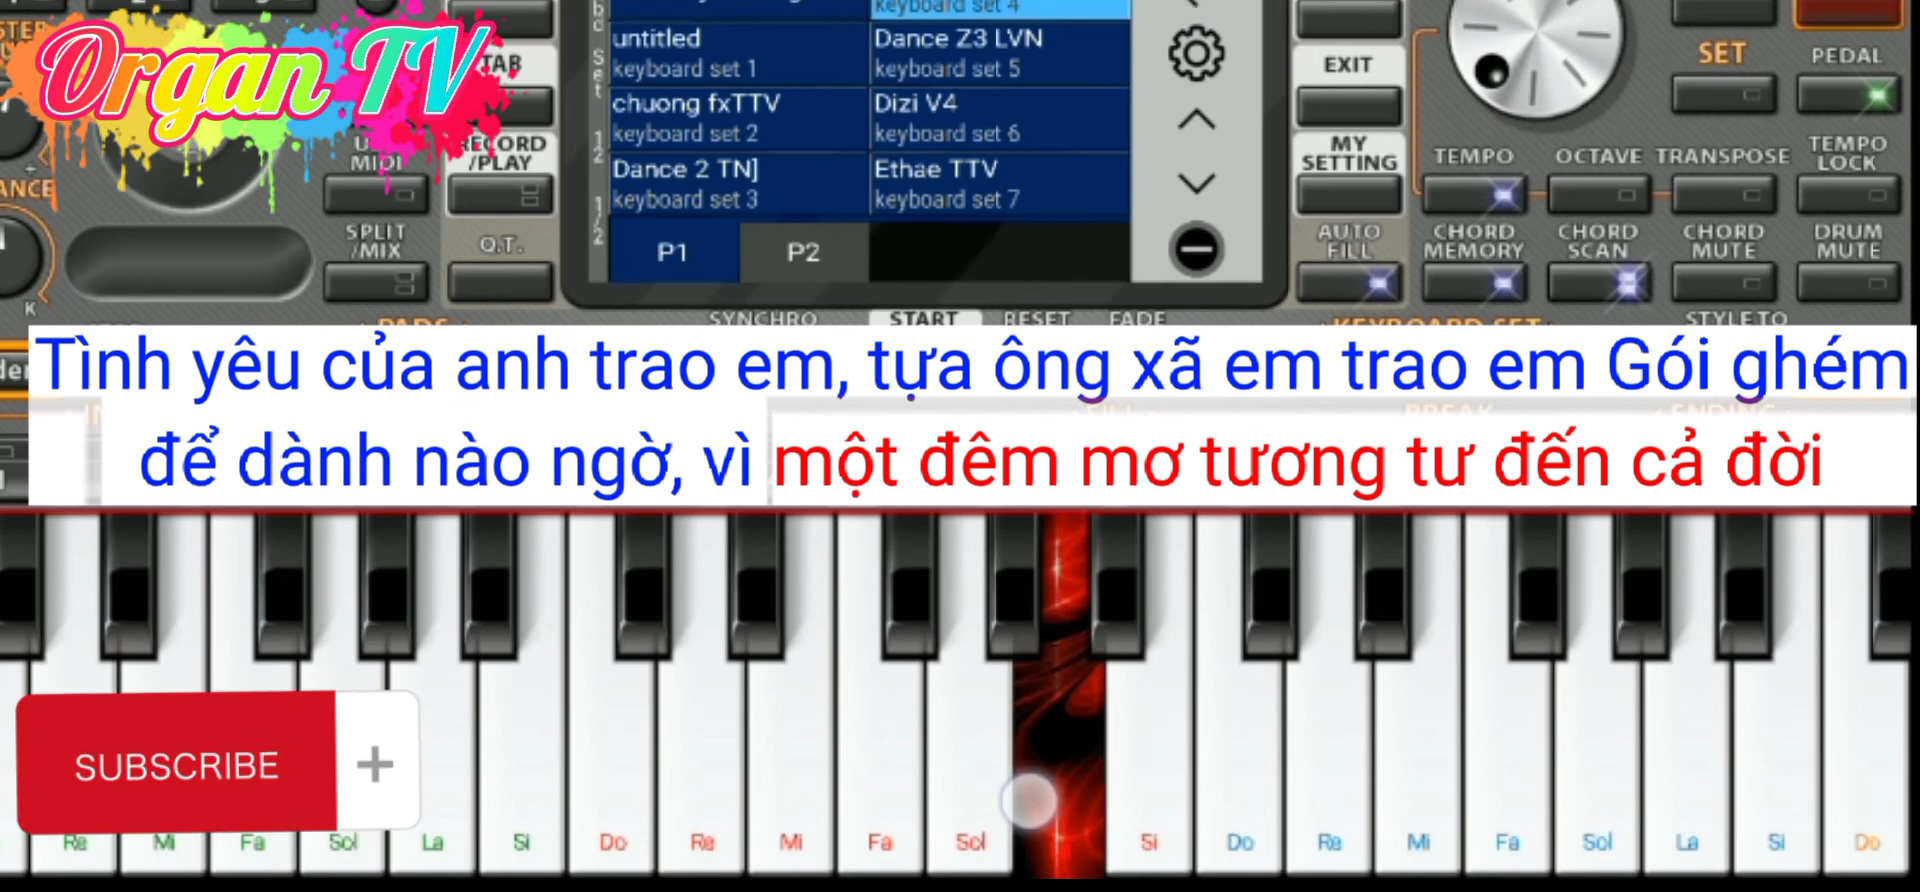 Organ TV
TAB
RECORD
/PLAY
MIDI
SPLIT
/MIX
Q.T.
keyboard set 4
untitled
keyboard set 1
Dance Z3 LVN
keyboard set 5
chuong fxTTV
keyboard set 2
Dizi V4
keyboard set 6
Dance 2 TN]
keyboard set 3
Ethae TTV
keyboard set 7
P1
P2
EXIT
MY
SETTING
SET
PEDAL
TEMPO
OCTAVE
TRANSPOSE
TEMPO
LOCK
AUTO
FILL
CHORD
MEMORY
CHORD
SCAN
CHORD
MUTE
DRUM
MUTE
SYNCHRO
START
RESET
FADE
KEYBOARD SET
STYLE TO
Tình yêu của anh trao em, tựa ông xã em trao em Gói ghém
để dành nào ngờ, vì một đêm mơ tương tư đến cả đời
SUBSCRIBE +
Re Mi Fa Sol La Si Do Re Mi Fa Sol Si Do Re Mi Fa Sol La Si Do